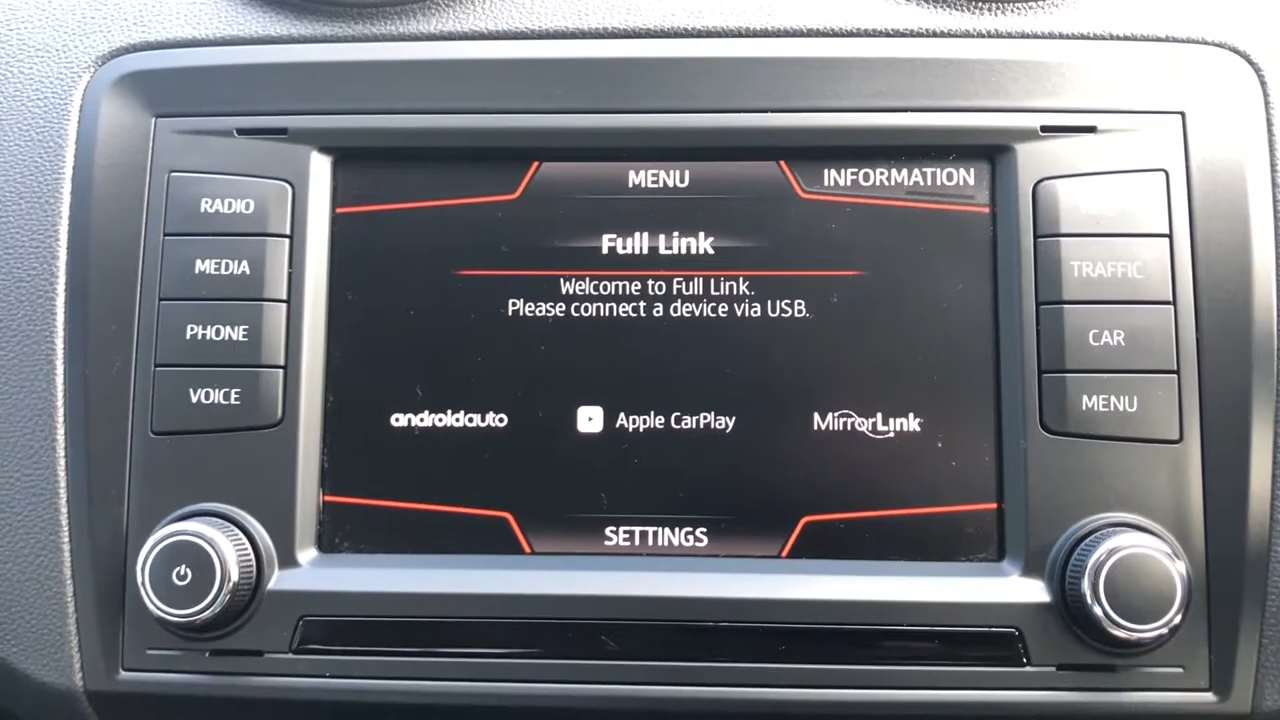 MENU
INFORMATION
Full Link
Welcome to Full Link.
Please connect a device via USB.
androidauto
Apple CarPlay
MirrorLink
SETTINGS
RADIO
MEDIA
PHONE
VOICE
TRAFFIC
CAR
MENU